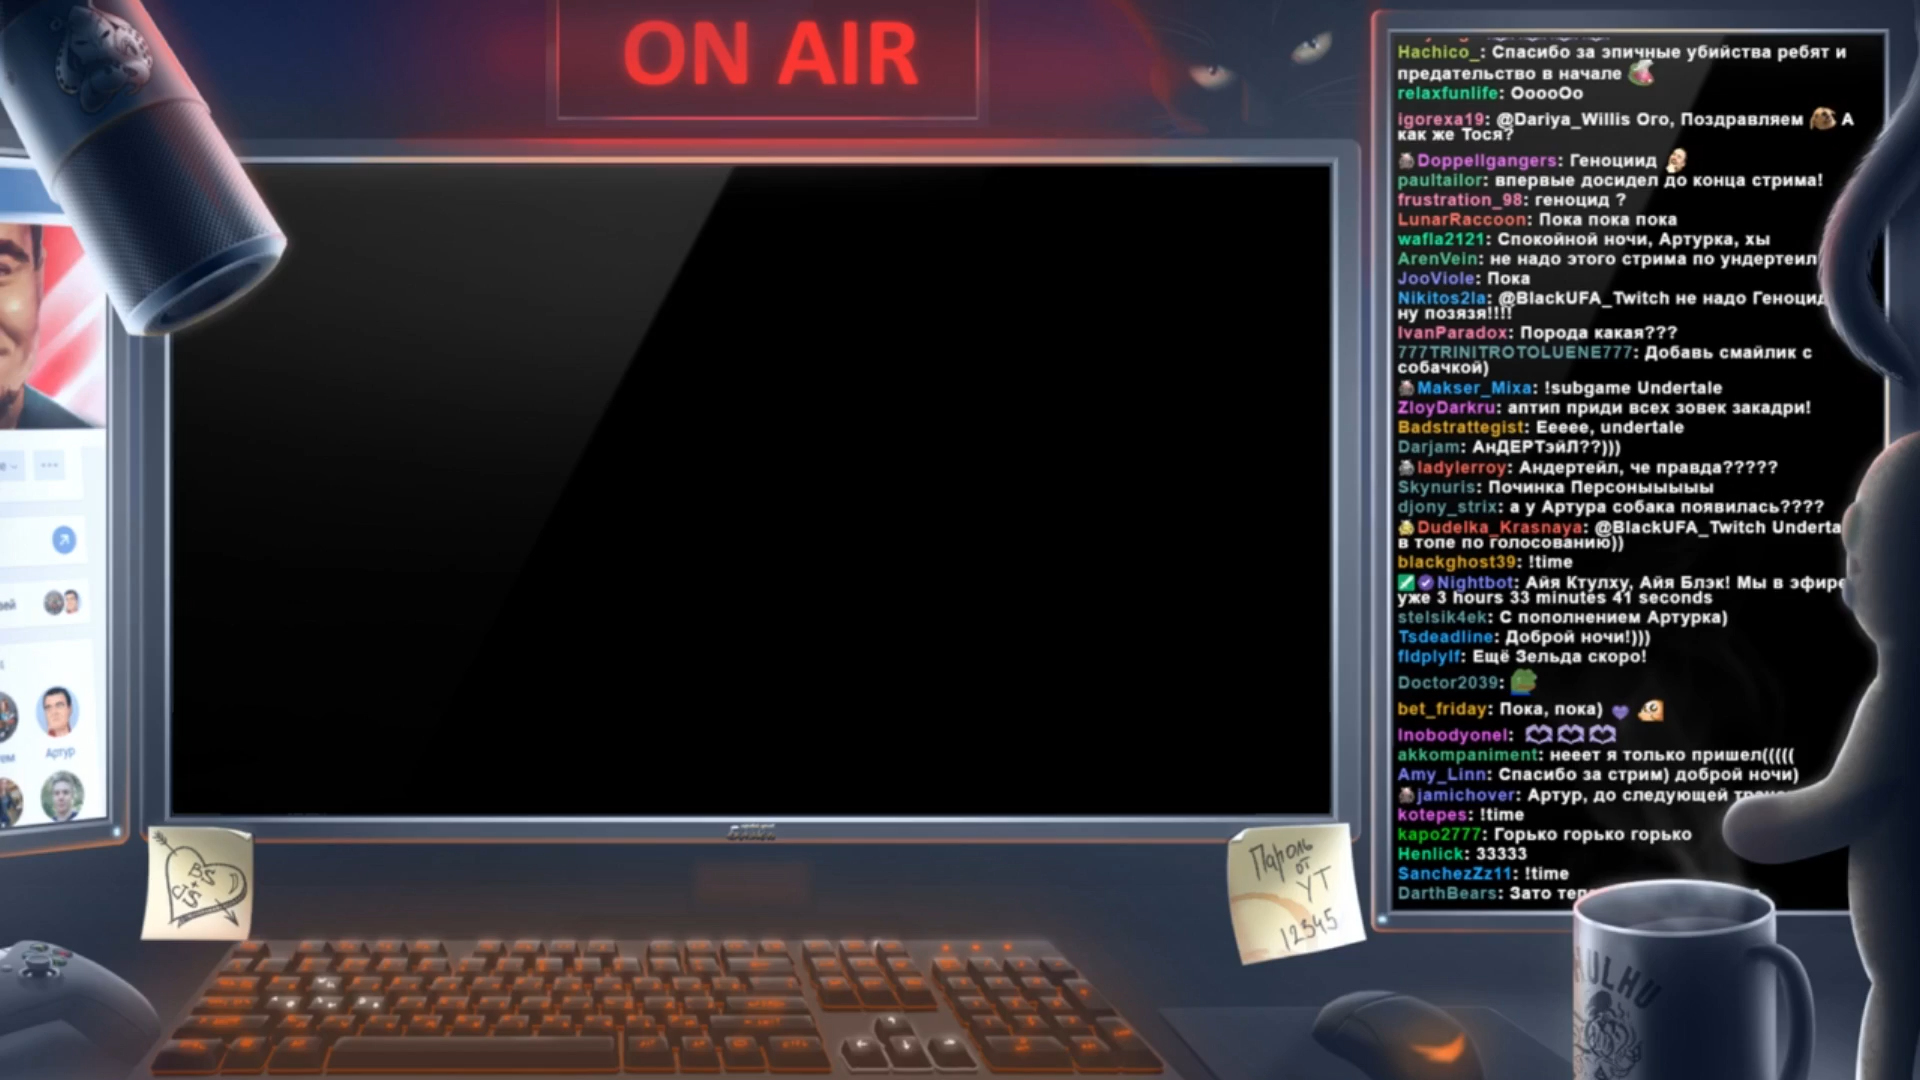 ON AIR
Hachico_: Спасибо за эпичные убийства ребят и
предательство в начале
relaxfunlife: OoooOo
igorexa19: @Dariya_Willis Oro, Поздравляем А
как же Тося?
Doppellgangers: Геноциид
paultailor: впервые досидел до конца стрима!
frustration_98: геноцид ?
LunarRaccoon: Пока пока пока
wafla2121: Спокойной ночи, Артурка, хы
ArenVein: не надо этого стрима по ундертеил
JooViole: Пока
Nikitos2la: @BlackUFA_Twitch не надо Геноцид
ну позязя!!!!
IvanParadox: Порода какая???
777TRINITROTOLUENE777: Добавь смайлик с
собачкой)
Makser_Mixa: !subgame Undertale
ZloyDarkru: аптип приди всех зовек закадри!
Badstrattegist: Eeeee, undertale
Darjam: АнДЕРТэйЛ??)))
ladylerroy: Андертейл, че правда?????
Skynuris: Починка Персоныыыыы
djony_strix: а у Артура собака появилась????
Dudelka_Krasnaya: @BlackUFA_Twitch Underta
в топе по голосованию))
blackghost39: !time
Nightbot: Айя Ктулху, Айя Блэк! Мы в эфире
уже 3 hours 33 minutes 41 seconds
stelsik4ek: С пополнением Артурка)
Tsdeadline: Доброй ночи!)))
fldplylf: Ещё Зельда скоро!
Doctor2039:
bet_friday: Пока, пока)
lnobodyonel:
akkompaniment: нееет я только пришел(((((
Amy_Linn: Спасибо за стрим) доброй ночи)
jamichover: Артур, до следующей
kotepes: !time
kapo2777: Горько горько горько
Henlick: 33333
SanchezZz11: !time
DarthBears: Зато
Артур
BS
+
JS
Пароль
от
YT
12345